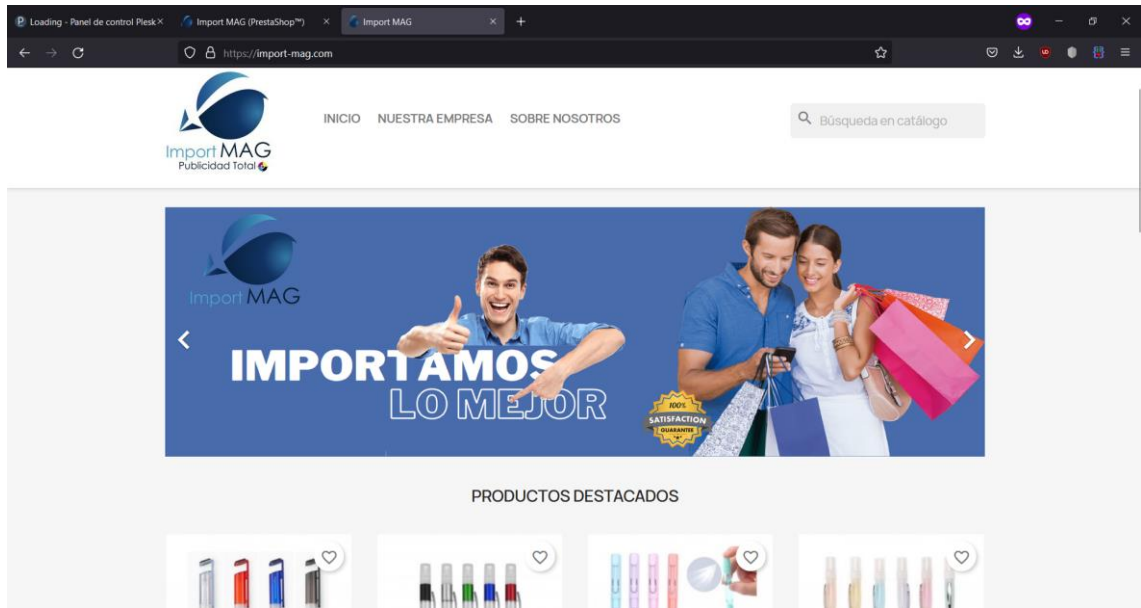 Loading - Panel de control Plesk
Import MAG (PrestaShop™)
Import MAG
https://import-mag.com
Import MAG
Publicidad Total
INICIO NUESTRA EMPRESA SOBRE NOSOTROS
Búsqueda en catálogo
Import MAG
IMPORTAMOS
LO MEJOR
100%
SATISFACTION
GUARANTEE
PRODUCTOS DESTACADOS